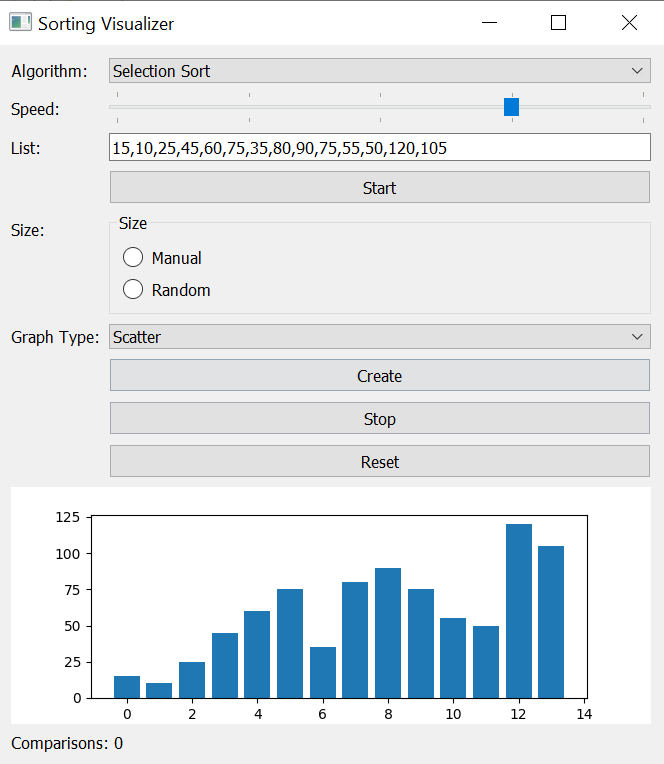 Sorting Visualizer
Algorithm: Selection Sort
Speed:
List: 15,10,25,45,60,75,35,80,90,75,55,50,120,105
Start
Size: Size
Manual
Random
Graph Type: Scatter
Create
Stop
Reset
125
100
75
50
25
0
0 2 4 6 8 10 12 14
Comparisons: 0